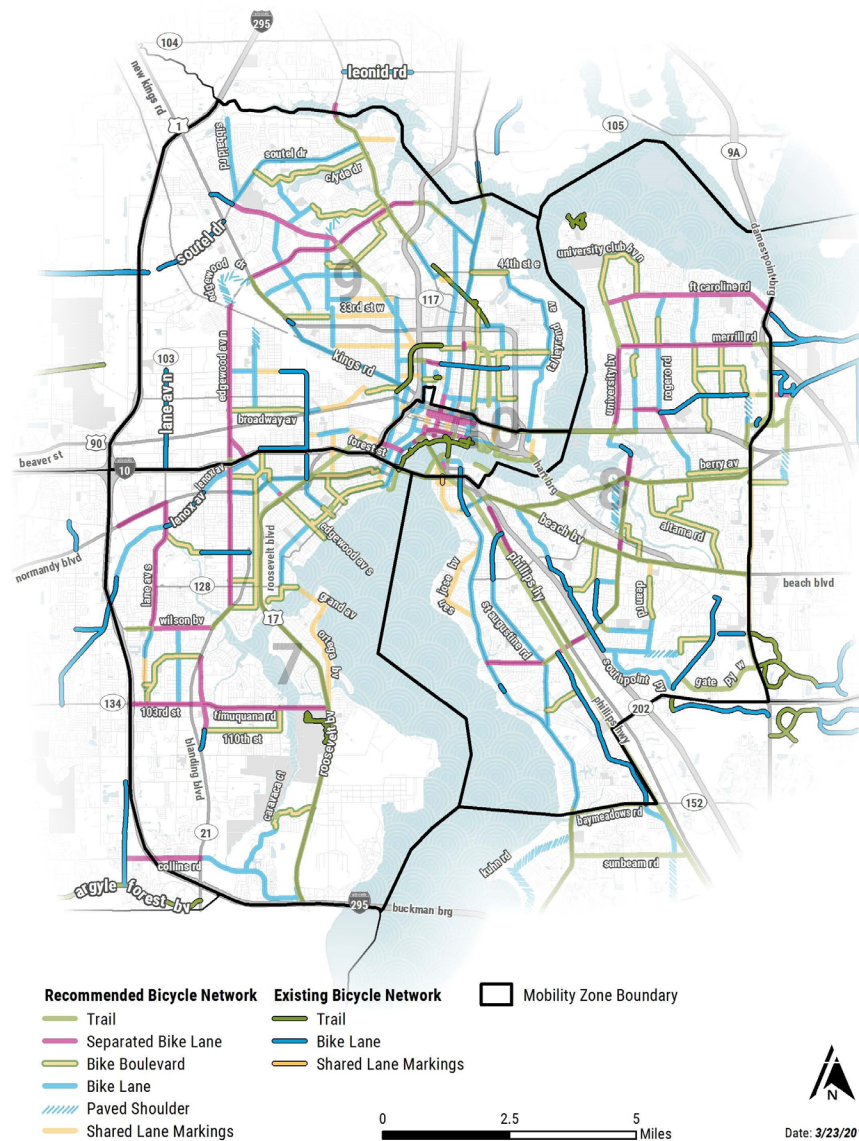 295
104
leonid rd
new kings rd
1
105
9A
sibbald rd
soutel dr
clyde dr
soutel dr
edgewood dr
44th st e
university club bv n
dames point brg
ft caroline rd
9
117
33rd st w
merrill rd
kings rd
103
lane av n
edgewood av n
university bv
rogero rd
broadway av
90
beaver st
10
forest st
0
hart brg
berry av
8
lenox av
lenox av
edgewood av s
beach bv
altama rd
normandy blvd
roosevelt blvd
phillips hy
san jose bv
beach blvd
lane av s
128
dean rd
grand av
wilson bv
17
ortega bv
st augustine rd
7
southpoint py
gate py w
134
103rd st
timuquana rd
202
110th st
roosevelt bv
phillips hwy
blanding blvd
caravaca ct
152
baymeadows rd
21
collins rd
kuhn rd
sunbeam rd
argyle forest bv
295
buckman brg
Recommended Bicycle Network
Trail
Separated Bike Lane
Bike Boulevard
Bike Lane
Paved Shoulder
Shared Lane Markings
Existing Bicycle Network
Trail
Bike Lane
Shared Lane Markings
Mobility Zone Boundary
0 2.5 5
Miles
N
Date: 3/23/20